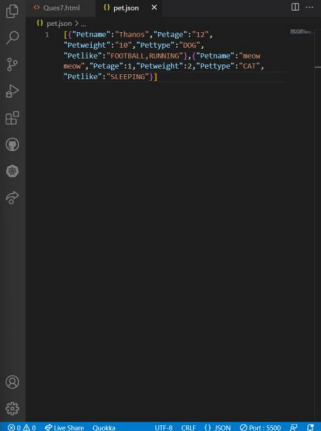 Ques7.html
{} pet.json
{} pet.json > ...
1 [{"Petname":"Thanos","Petage":"12",
"Petweight":"10","Pettype":"DOG",
"Petlike":"FOOTBALL,RUNNING"},{"Petname":"meow
meow","Petage":1,"Petweight":2,"Pettype":"CAT",
"Petlike":"SLEEPING"}]
0 0 Live Share Quokka UTF-8 CRLF {} JSON Port : 5500